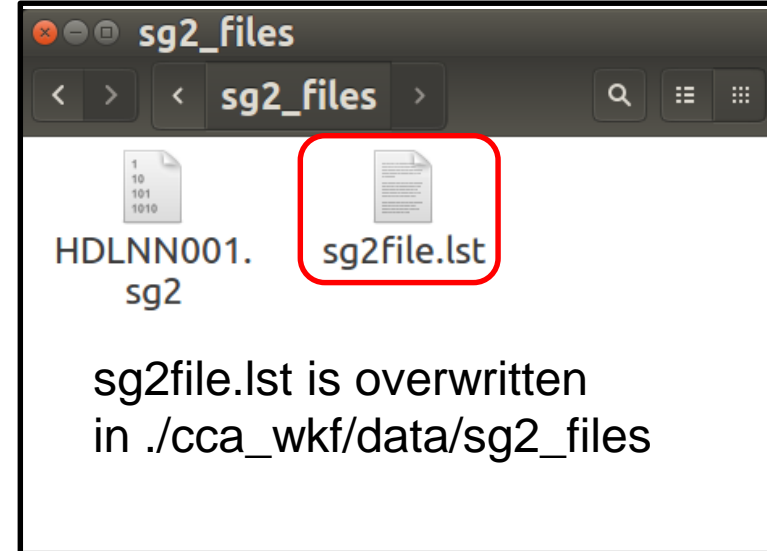 sg2_files
sg2_files
1
10
101
1010
HDLNN001.
sg2
sg2file.lst
sg2file.lst is overwritten
in ./cca_wkf/data/sg2_files